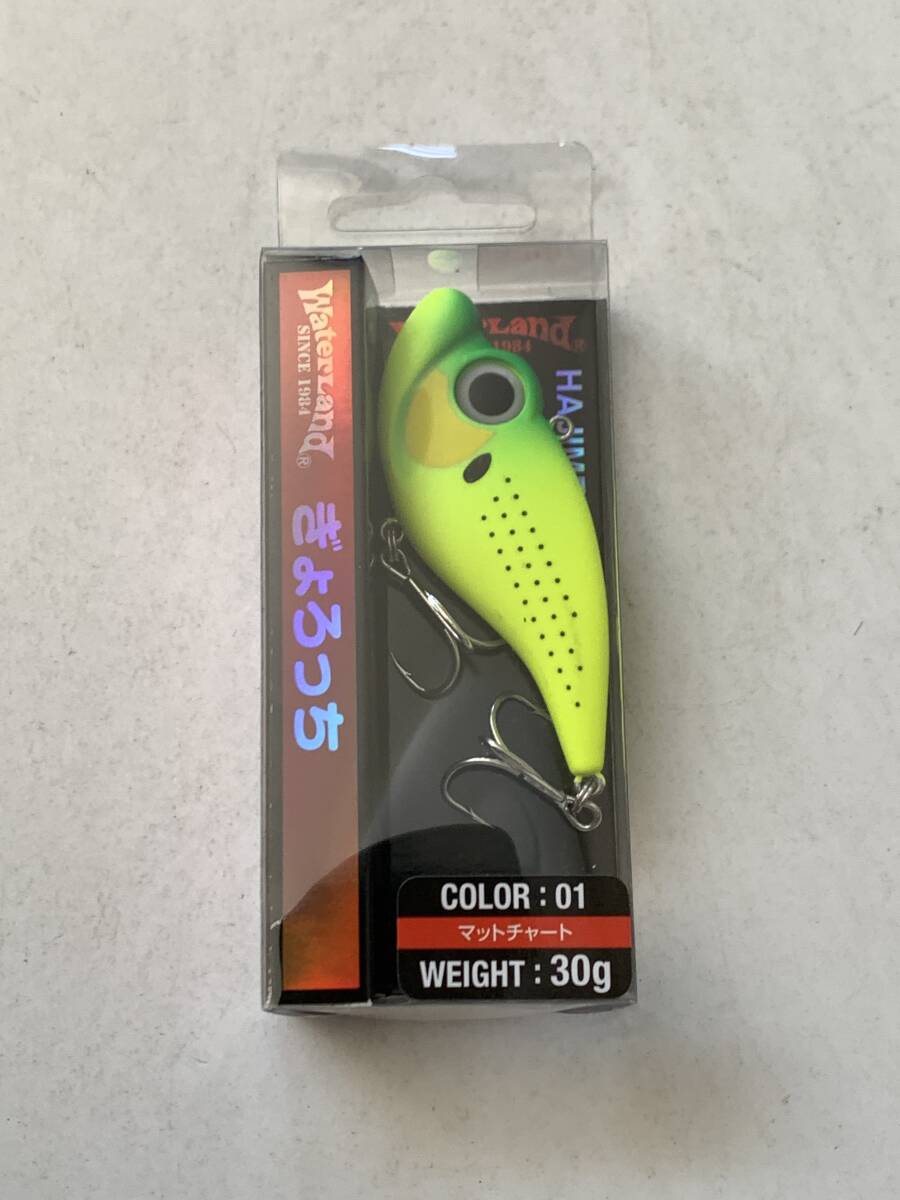 WaterLand®
SINCE 1984
ぎょろっち
1984
COLOR : 01
マットチャート
WEIGHT : 30g